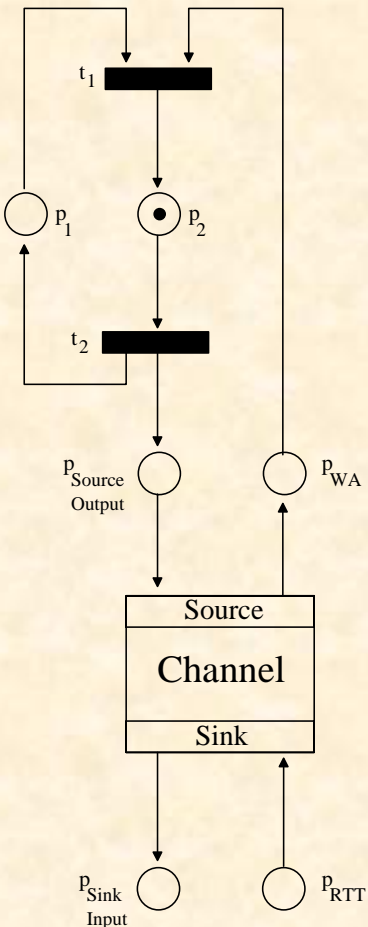 t1
p1
p2
t2
pSource Output
pWA
Source
Channel
Sink
pSink Input
pRTT